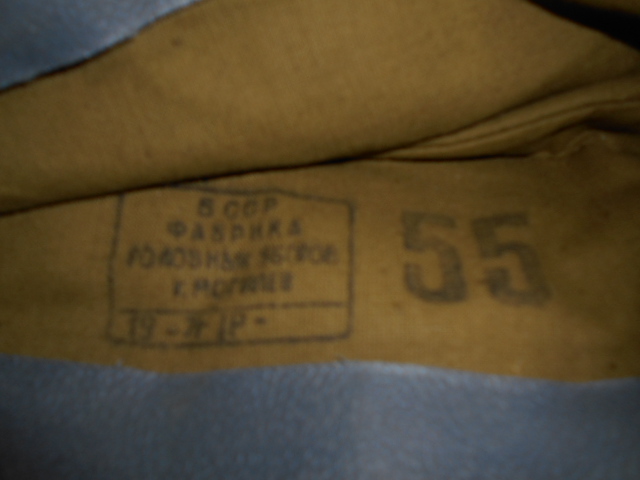 БССР
ФАБРИКА
ГОЛОВНЫХ УБОРОВ
Г. МОГИЛЕВ
55